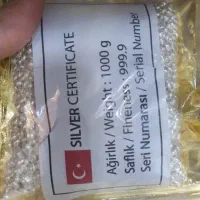 SILVER CERTIFICATE
Ağırlık / Weight : 1000 g
Saflık / Fineness : 999.9
Seri Numarası / Serial Number